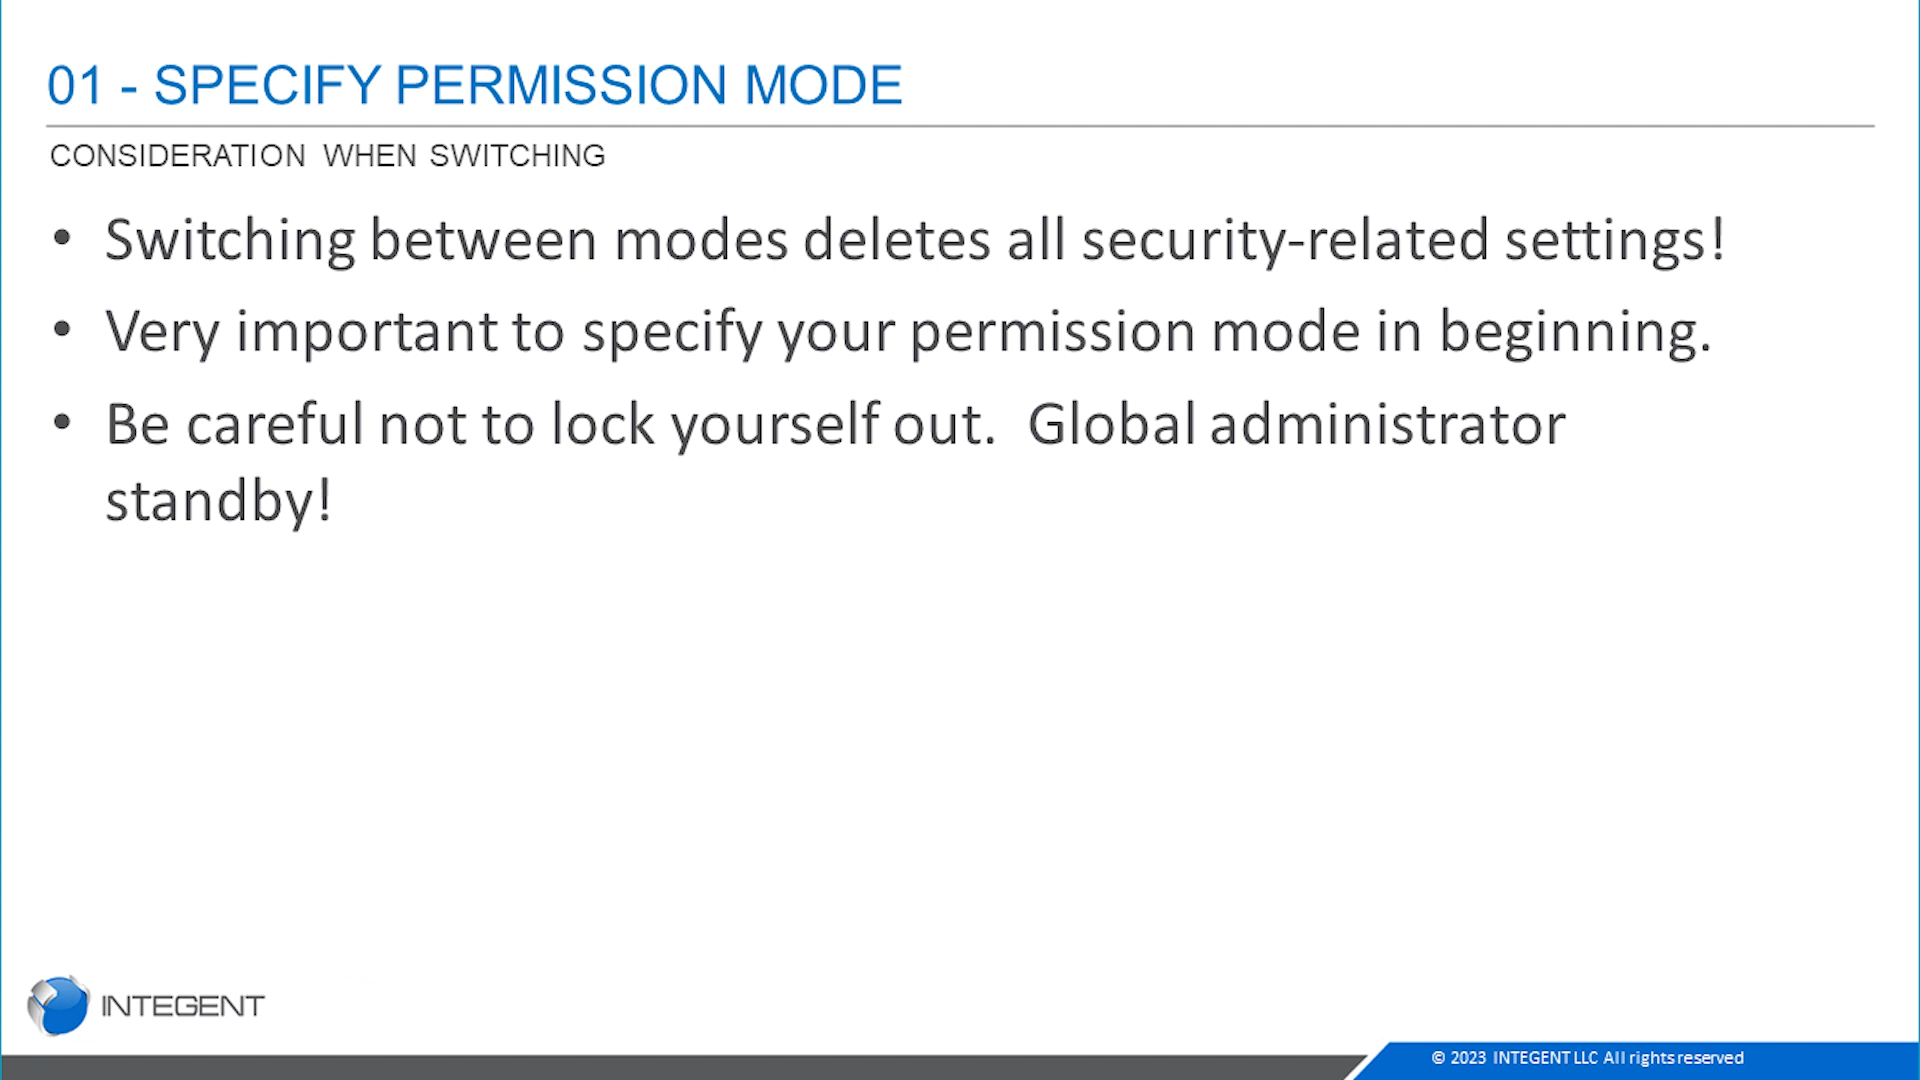 01 - SPECIFY PERMISSION MODE
CONSIDERATION WHEN SWITCHING
• Switching between modes deletes all security-related settings!
• Very important to specify your permission mode in beginning.
• Be careful not to lock yourself out. Global administrator
standby!
INTEGENT
© 2023 INTEGENT LLC All rights reserved